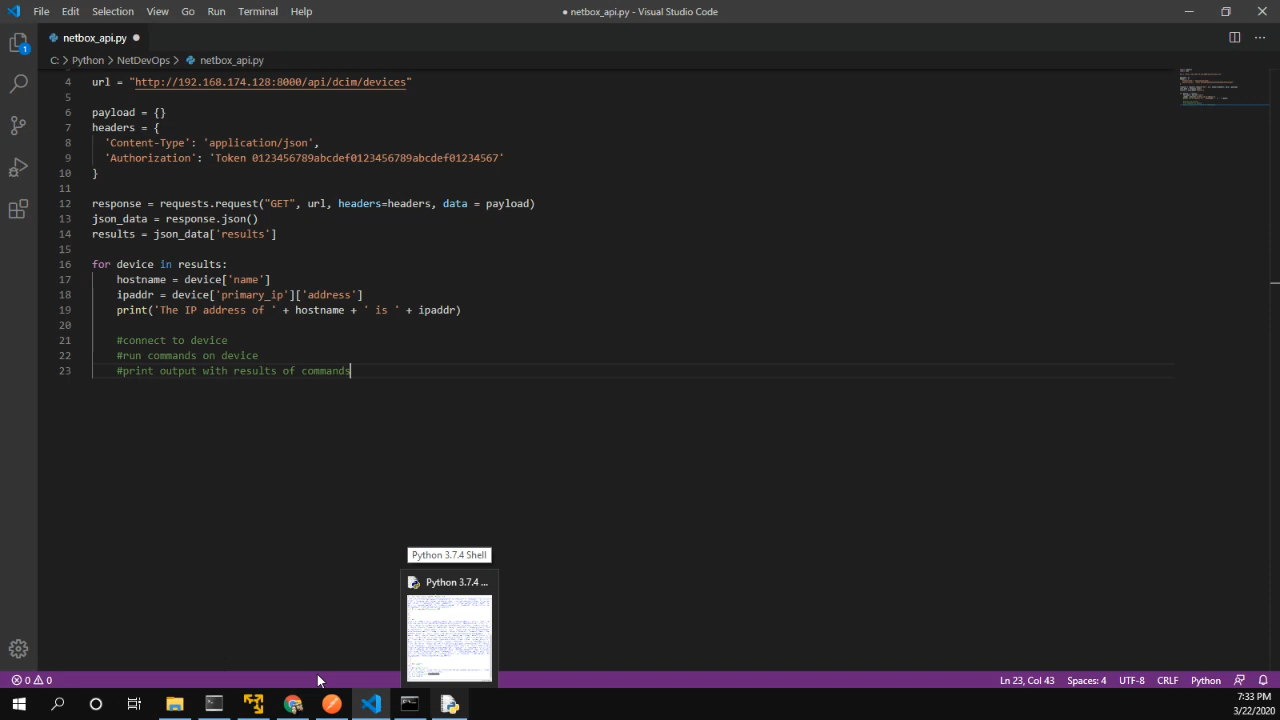 File Edit Selection View Go Run Terminal Help
● netbox_api.py - Visual Studio Code
netbox_api.py ●
C: > Python > NetDevOps > netbox_api.py
4 url = "http://192.168.174.128:8000/api/dcim/devices"
5
6 payload = {}
7 headers = {
8 'Content-Type': 'application/json',
9 'Authorization': 'Token 0123456789abcdef0123456789abcdef01234567'
10 }
11
12 response = requests.request("GET", url, headers=headers, data = payload)
13 json_data = response.json()
14 results = json_data['results']
15
16 for device in results:
17 hostname = device['name']
18 ipaddr = device['primary_ip']['address']
19 print('The IP address of ' + hostname + ' is ' + ipaddr)
20
21 #connect to device
22 #run commands on device
23 #print output with results of commands
1
Python 3.7.4 Shell
Python 3.7.4 ...
0 0
Ln 23, Col 43 Spaces: 4 UTF-8 CRLF Python
7:33 PM
3/22/2020